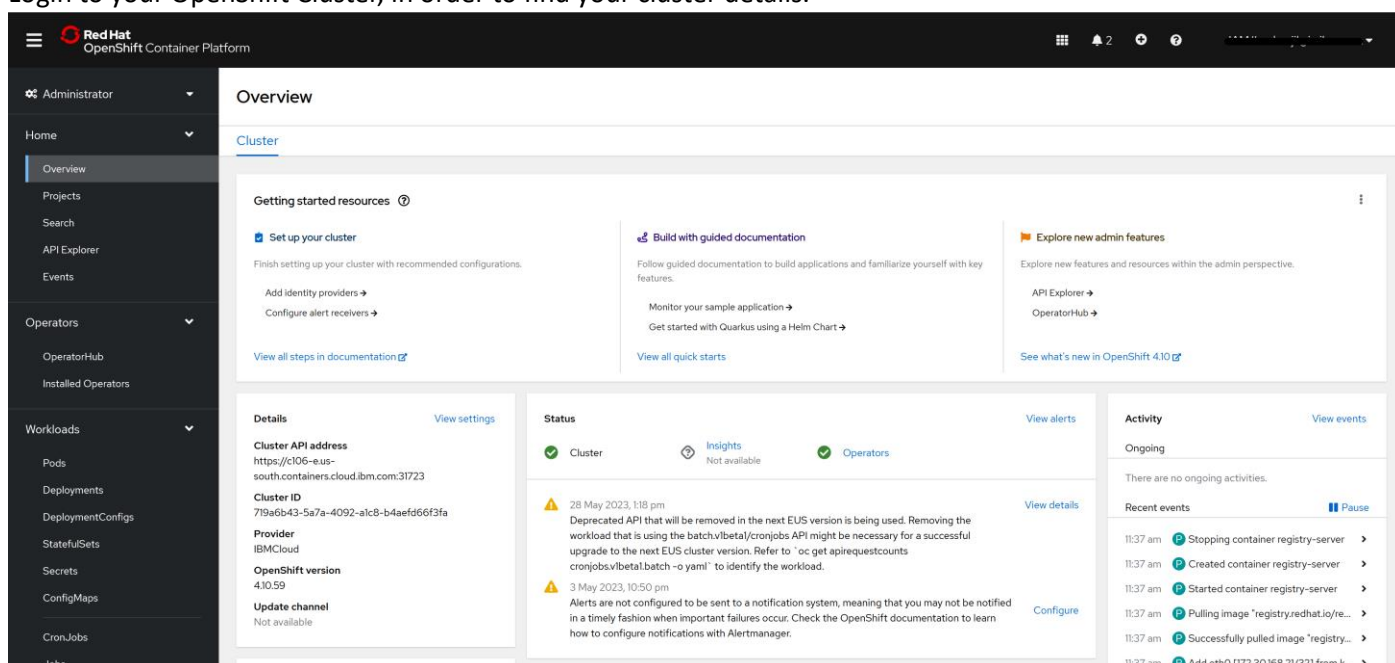 Login to your OpenShift Cluster, in order to find your cluster details.
Red Hat
OpenShift Container Platform
2
Administrator
Home
Overview
Projects
Search
API Explorer
Events
Operators
OperatorHub
Installed Operators
Workloads
Pods
Deployments
DeploymentConfigs
StatefulSets
Secrets
ConfigMaps
CronJobs
Overview
Cluster
Getting started resources
Set up your cluster
Finish setting up your cluster with recommended configurations.
Add identity providers →
Configure alert receivers →
View all steps in documentation
Build with guided documentation
Follow guided documentation to build applications and familiarize yourself with key
features.
Monitor your sample application →
Get started with Quarkus using a Helm Chart →
View all quick starts
Explore new admin features
Explore new features and resources within the admin perspective.
API Explorer →
OperatorHub →
See what's new in OpenShift 4.10
Details
View settings
Cluster API address
https://c106-e.us-
south.containers.cloud.ibm.com:31723
Cluster ID
719a6b43-5a7a-4092-a1c8-b4aefd66f3fa
Provider
IBMCloud
OpenShift version
4.10.59
Update channel
Not available
Status
View alerts
Cluster
Insights
Not available
Operators
28 May 2023, 1:18 pm
View details
Deprecated API that will be removed in the next EUS version is being used. Removing the
workload that is using the batch.v1beta1/cronjobs API might be necessary for a successful
upgrade to the next EUS cluster version. Refer to `oc get apirequestcounts
cronjobs.v1beta1.batch -o yaml` to identify the workload.
3 May 2023, 10:50 pm
Alerts are not configured to be sent to a notification system, meaning that you may not be notified
in a timely fashion when important failures occur. Check the OpenShift documentation to learn
how to configure notifications with Alertmanager.
Configure
Activity
View events
Ongoing
There are no ongoing activities.
Recent events
Pause
11:37 am P Stopping container registry-server
11:37 am P Created container registry-server
11:37 am P Started container registry-server
11:37 am P Pulling image "registry.redhat.io/re...
11:37 am P Successfully pulled image "registry...
11:37 am P Add eth0 [172.30.168.21/32] from k...